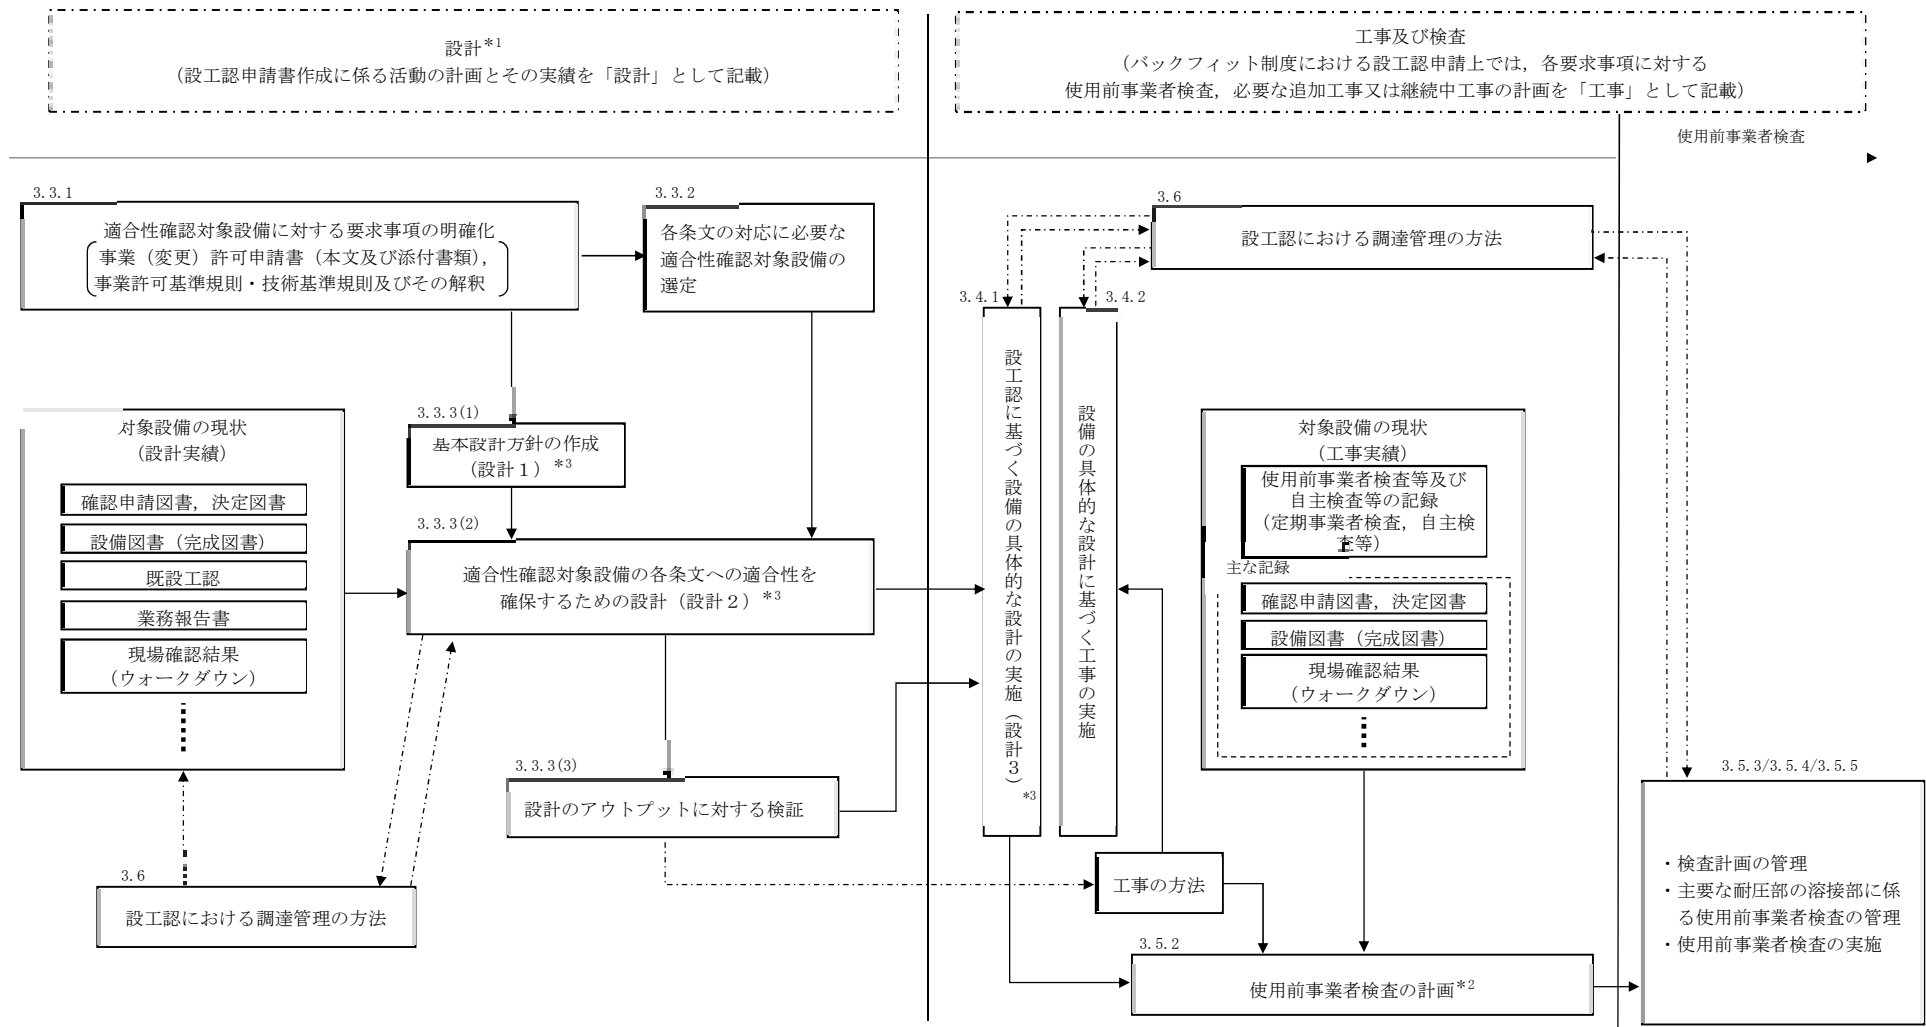 設計*1
(設工認申請書作成に係る活動の計画とその実績を「設計」として記載)
工事及び検査
(バックフィット制度における設工認申請上では，各要求事項に対する
使用前事業者検査，必要な追加工事又は継続中工事の計画を「工事」として記載)
使用前事業者検査
3.3.1
適合性確認対象設備に対する要求事項の明確化
事業（変更）許可申請書（本文及び添付書類），
事業許可基準規則・技術基準規則及びその解釈
3.3.2
各条文の対応に必要な
適合性確認対象設備の
選定
対象設備の現状
（設計実績）
確認申請図書，決定図書
設備図書（完成図書）
既設工認
業務報告書
現場確認結果
（ウォークダウン）
3.3.3(1)
基本設計方針の作成
（設計１）*3
3.3.3(2)
適合性確認対象設備の各条文への適合性を
確保するための設計（設計２）*3
3.3.3(3)
設計のアウトプットに対する検証
3.6
設工認における調達管理の方法
3.6
設工認における調達管理の方法
3.4.1
設工認に基づく設備の具体的な設計の実施（設計３）
*3
3.4.2
設備の具体的な設計に基づく工事の実施
対象設備の現状
（工事実績）
使用前事業者検査等及び
自主検査等の記録
（定期事業者検査，自主検
査等）
主な記録
確認申請図書，決定図書
設備図書（完成図書）
現場確認結果
（ウォークダウン）
工事の方法
3.5.2
使用前事業者検査の計画*2
3.5.3/3.5.4/3.5.5
・検査計画の管理
・主要な耐圧部の溶接部に係
る使用前事業者検査の管理
・使用前事業者検査の実施